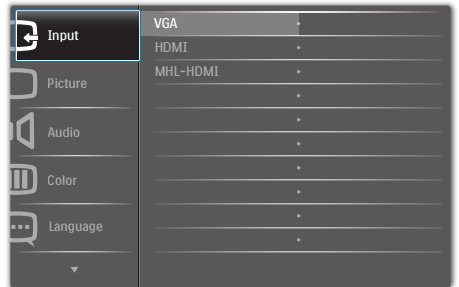 Input
Picture
Audio
Color
Language
VGA
HDMI
MHL-HDMI